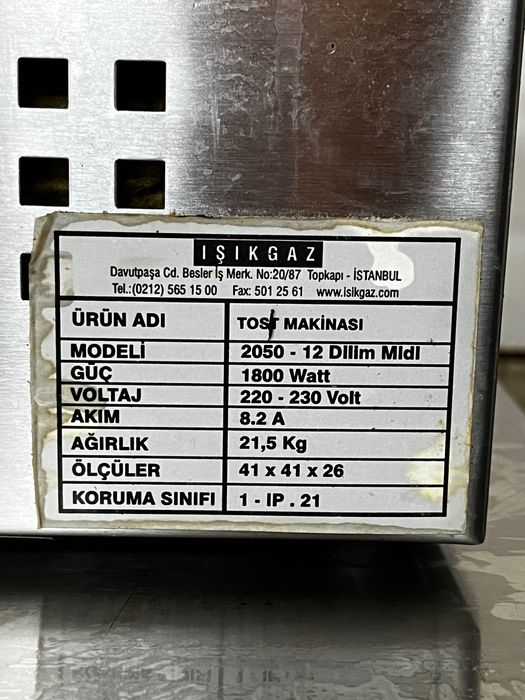 IŞIKGAZ
Davutpaşa Cd. Besler İş Merk. No:20/87 Topkapı - İSTANBUL
Tel.:(0212) 565 15 00 Fax: 501 25 61 www.isikgaz.com
ÜRÜN ADI TOST MAKİNASI
MODELİ 2050 - 12 Dilim Midi
GÜÇ 1800 Watt
VOLTAJ 220 - 230 Volt
AKIM 8.2 A
AĞIRLIK 21,5 Kg
ÖLÇÜLER 41 x 41 x 26
KORUMA SINIFI 1 - IP . 21